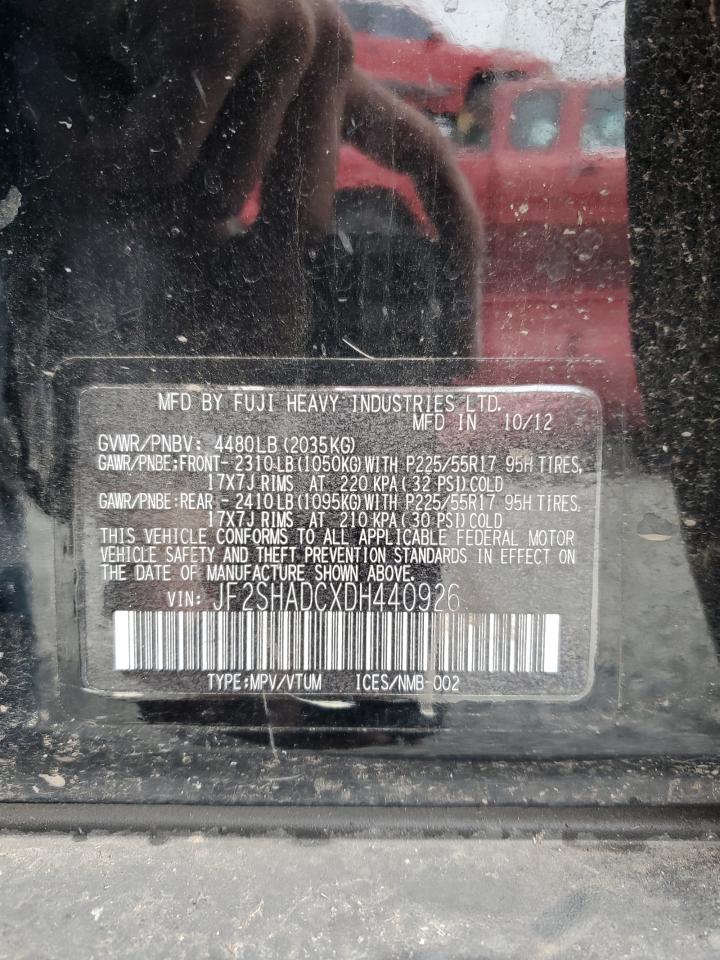 MFD BY FUJI HEAVY INDUSTRIES LTD.
MFD IN 10/12
GVWR/PNBV: 4480LB(2035KG)
GAWR/PNBE:FRONT- 2310LB(1050KG)WITH P225/55R17 95H TIRES,
17X7J RIMS AT 220 KPA(32 PSI)COLD
GAWR/PNBE:REAR - 2410LB(1095KG)WITH P225/55R17 95H TIRES,
17X7J RIMS AT 210 KPA(30 PSI)COLD
THIS VEHICLE CONFORMS TO ALL APPLICABLE FEDERAL MOTOR
VEHICLE SAFETY AND THEFT PREVENTION STANDARDS IN EFFECT ON
THE DATE OF MANUFACTURE SHOWN ABOVE.
VIN: JF2SHADCXDH440926
TYPE:MPV/VTUM ICES/NMB-002